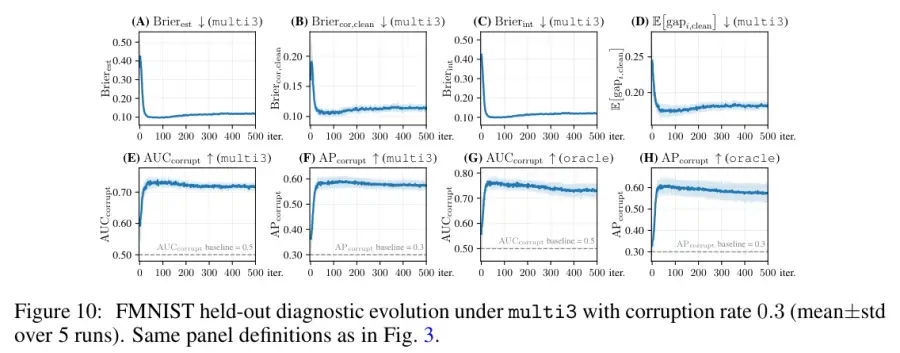 (A) Brier_est ↓(multi3)
(B) Brier_cor,clean ↓(multi3)
(C) Brier_int ↓(multi3)
(D) 𝔼[gap_i,clean] ↓(multi3)
Brier_est
0.50
0.40
0.30
0.20
0.10
0 100 200 300 400 500 iter.
Brier_cor,clean
0.20
0.15
0.10
0 100 200 300 400 500 iter.
Brier_int
0.50
0.40
0.30
0.20
0.10
0 100 200 300 400 500 iter.
𝔼[gap_i,clean]
0.25
0.20
0 100 200 300 400 500 iter.
(E) AUC_corrupt ↑(multi3)
(F) AP_corrupt ↑(multi3)
(G) AUC_corrupt ↑(oracle)
(H) AP_corrupt ↑(oracle)
AUC_corrupt
0.70
0.60
0.50
AUC_corrupt baseline = 0.5
0 100 200 300 400 500 iter.
AP_corrupt
0.60
0.50
0.40
0.30
AP_corrupt baseline = 0.3
0 100 200 300 400 500 iter.
AUC_corrupt
0.80
0.70
0.60
0.50
AUC_corrupt baseline = 0.5
0 100 200 300 400 500 iter.
AP_corrupt
0.60
0.50
0.40
0.30
AP_corrupt baseline = 0.3
0 100 200 300 400 500 iter.
Figure 10: FMNIST held-out diagnostic evolution under multi3 with corruption rate 0.3 (mean±std
over 5 runs). Same panel definitions as in Fig. 3.